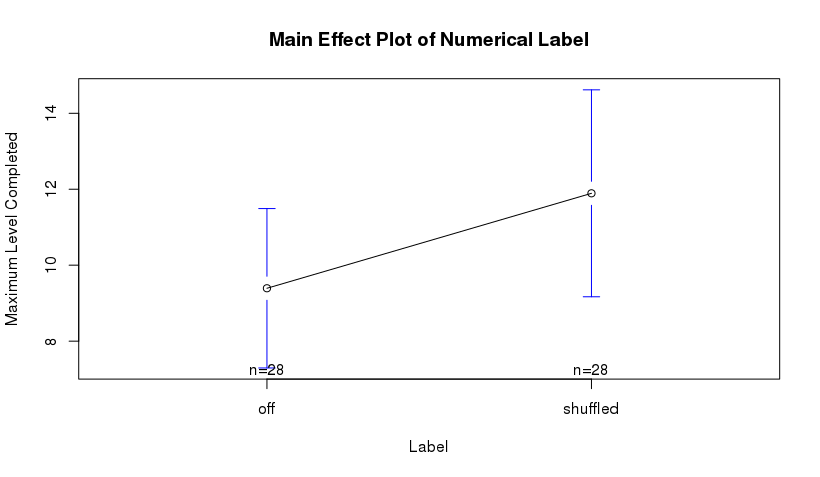 Main Effect Plot of Numerical Label
Maximum Level Completed
14
12
10
8
n=28
n=28
off
shuffled
Label